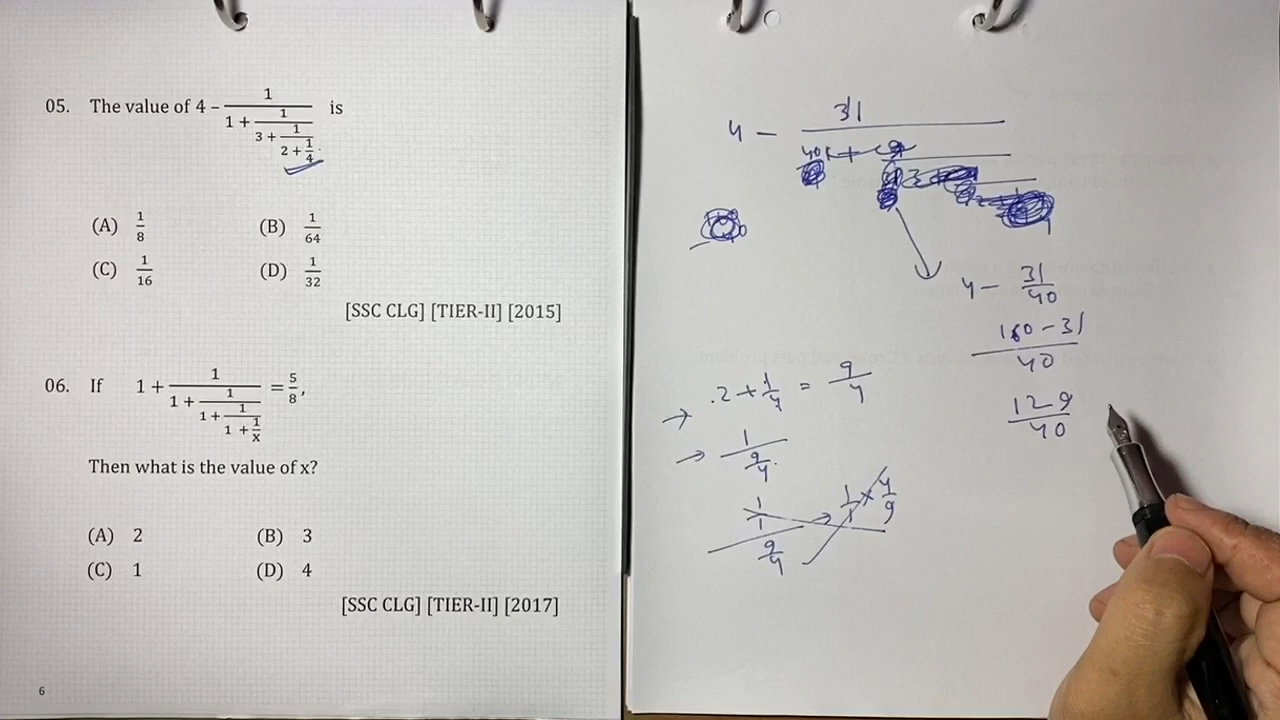 05. The value of 4 − 1/(1 + 1/(3 + 1/(2 + 1/4))) is
(A) 1/8 (B) 1/64
(C) 1/16 (D) 1/32
[SSC CLG] [TIER-II] [2015]
06. If 1 + 1/(1 + 1/(1 + 1/(1 + 1/x))) = 5/8,
Then what is the value of x?
(A) 2 (B) 3
(C) 1 (D) 4
[SSC CLG] [TIER-II] [2017]
6
4 − 31
40
4 − 31/40
160 − 31
40
129/40
→ 2 + 1/4 = 9/4
→ 1/(9/4)
1/1 → 1/1 × 4/9
9/4